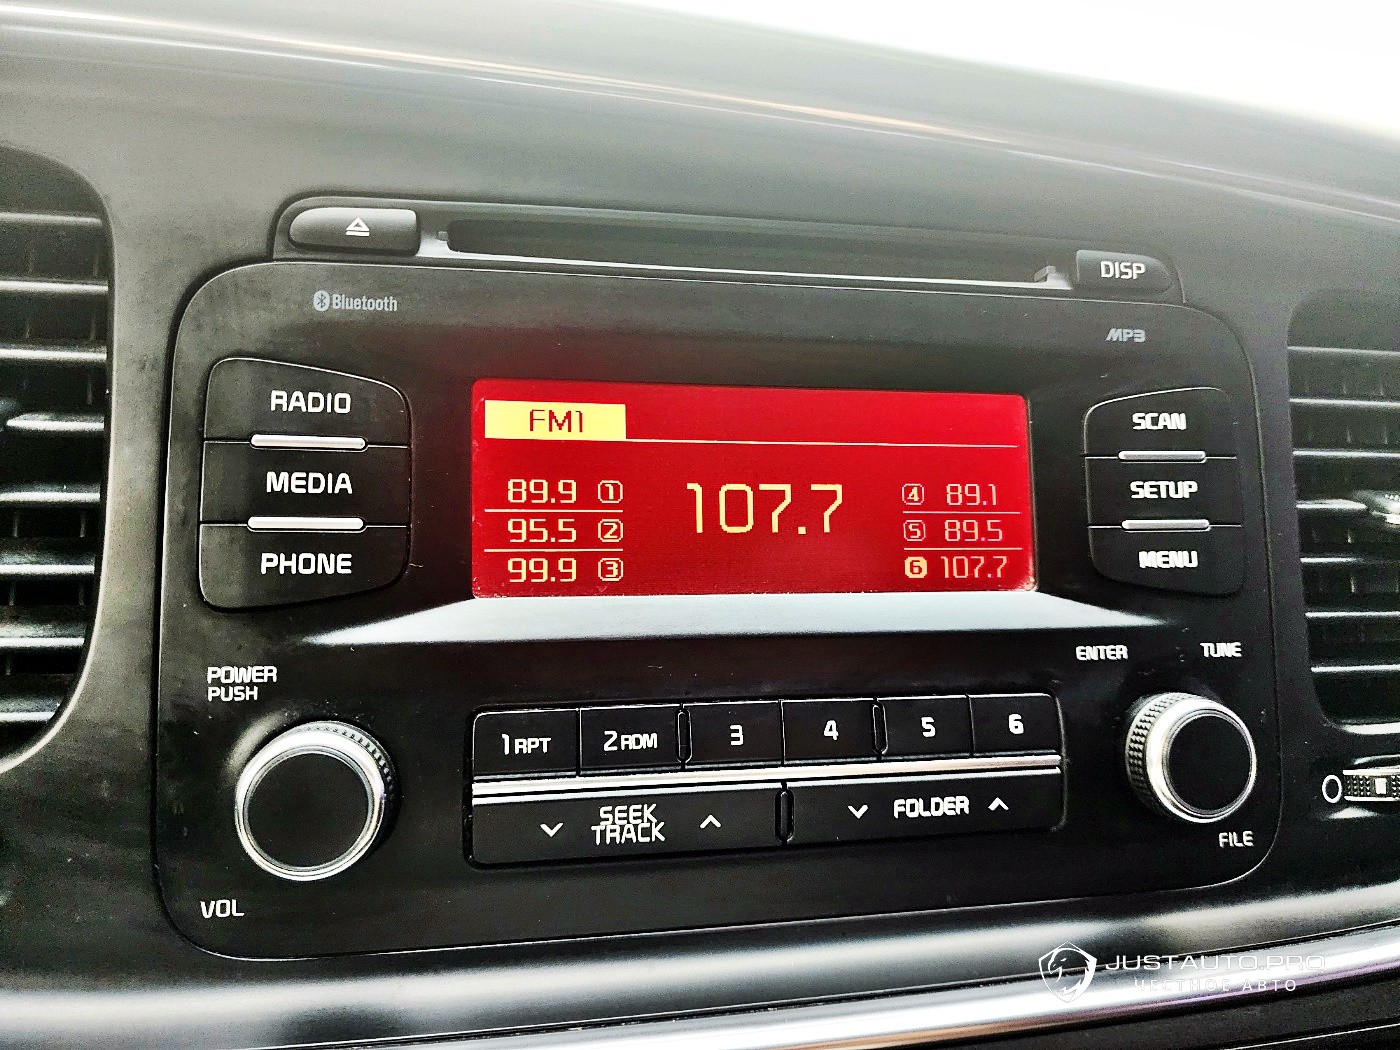 DISP
Bluetooth
MP3
RADIO
MEDIA
PHONE
FM1
89.9 1
95.5 2
99.9 3
107.7
4 89.1
5 89.5
6 107.7
SCAN
SETUP
MENU
POWER
PUSH
VOL
1 RPT
2 RDM
3
4
5
6
SEEK
TRACK
FOLDER
ENTER
TUNE
FILE
JUSTAUTO.PRO
ЧЕСТНОЕ АВТО